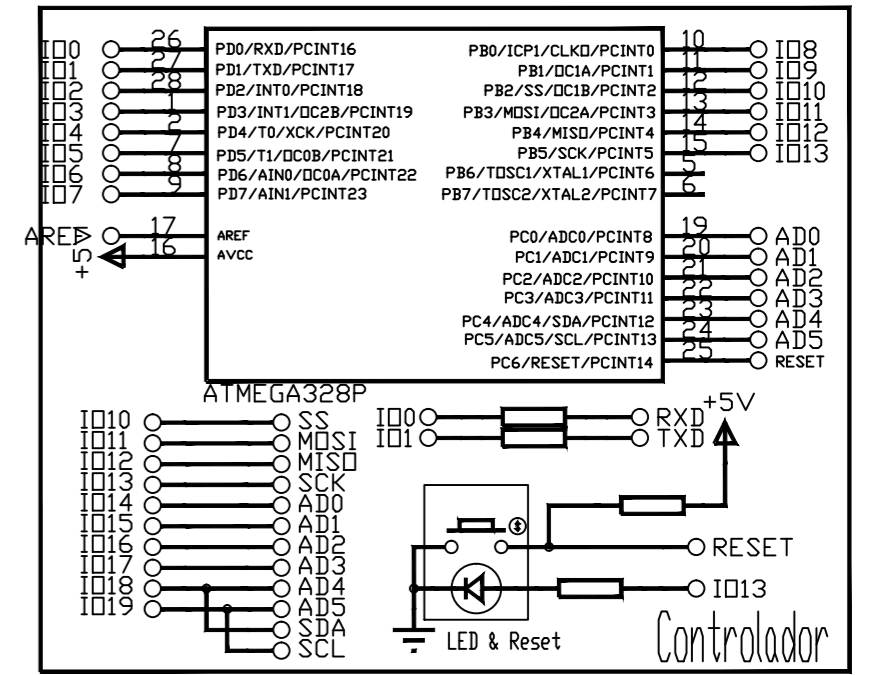 IO0 26 PD0/RXD/PCINT16 PB0/ICP1/CLKO/PCINT0 10 IO8
IO1 27 PD1/TXD/PCINT17 PB1/OC1A/PCINT1 11 IO9
IO2 28 PD2/INT0/PCINT18 PB2/SS/OC1B/PCINT2 12 IO10
IO3 1 PD3/INT1/OC2B/PCINT19 PB3/MOSI/OC2A/PCINT3 13 IO11
IO4 2 PD4/T0/XCK/PCINT20 PB4/MISO/PCINT4 14 IO12
IO5 7 PD5/T1/OC0B/PCINT21 PB5/SCK/PCINT5 15 IO13
IO6 8 PD6/AIN0/OC0A/PCINT22 PB6/TOSC1/XTAL1/PCINT6 5
IO7 9 PD7/AIN1/PCINT23 PB7/TOSC2/XTAL2/PCINT7 6
AREF 17 AREF PC0/ADC0/PCINT8 19 AD0
+5V 16 AVCC PC1/ADC1/PCINT9 20 AD1
PC2/ADC2/PCINT10 21 AD2
PC3/ADC3/PCINT11 22 AD3
PC4/ADC4/SDA/PCINT12 23 AD4
PC5/ADC5/SCL/PCINT13 24 AD5
PC6/RESET/PCINT14 25 RESET
ATMEGA328P
IO10 SS
IO11 MOSI
IO12 MISO
IO13 SCK
IO14 AD0
IO15 AD1
IO16 AD2
IO17 AD3
IO18 AD4
IO19 AD5
SDA
SCL
IO0 RXD
IO1 TXD
+5V
RESET
IO13
LED & Reset
Controlador